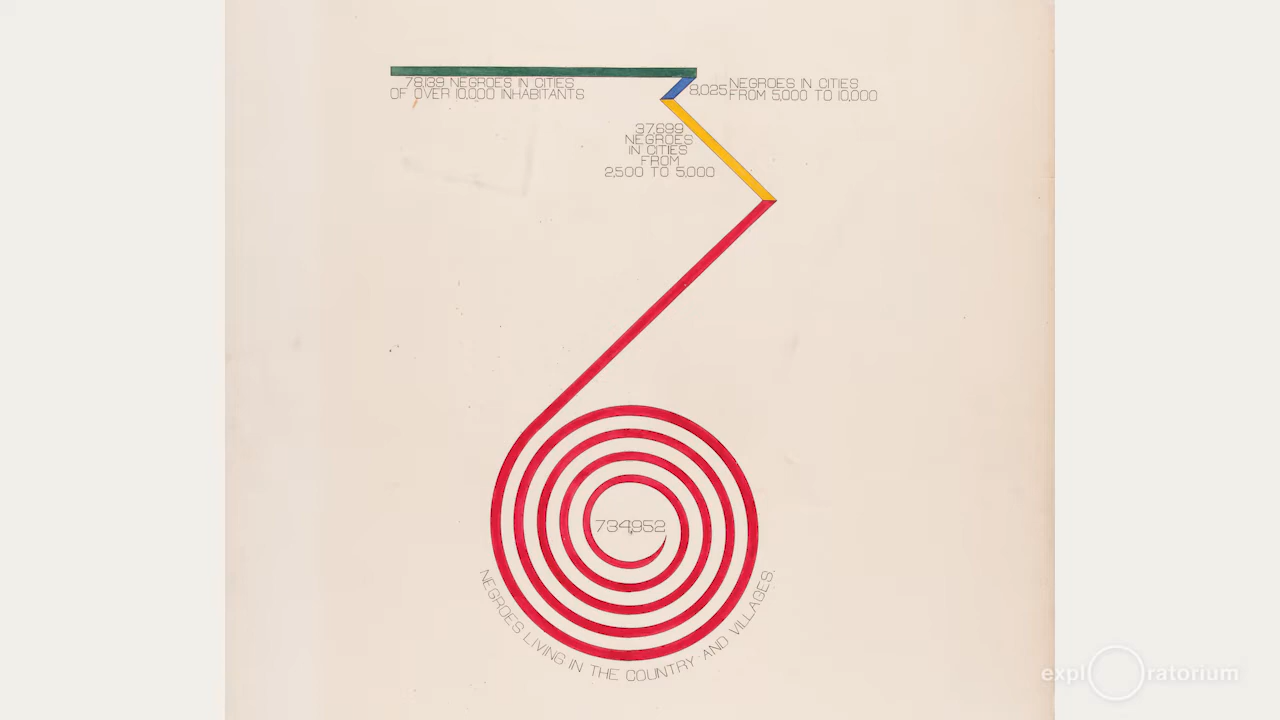 78,139 NEGROES IN CITIES
OF OVER 10,000 INHABITANTS
8,025 NEGROES IN CITIES
FROM 5,000 TO 10,000
37,699
NEGROES
IN CITIES
FROM
2,500 TO 5,000
734,952
NEGROES LIVING IN THE COUNTRY AND VILLAGES.
exploratorium